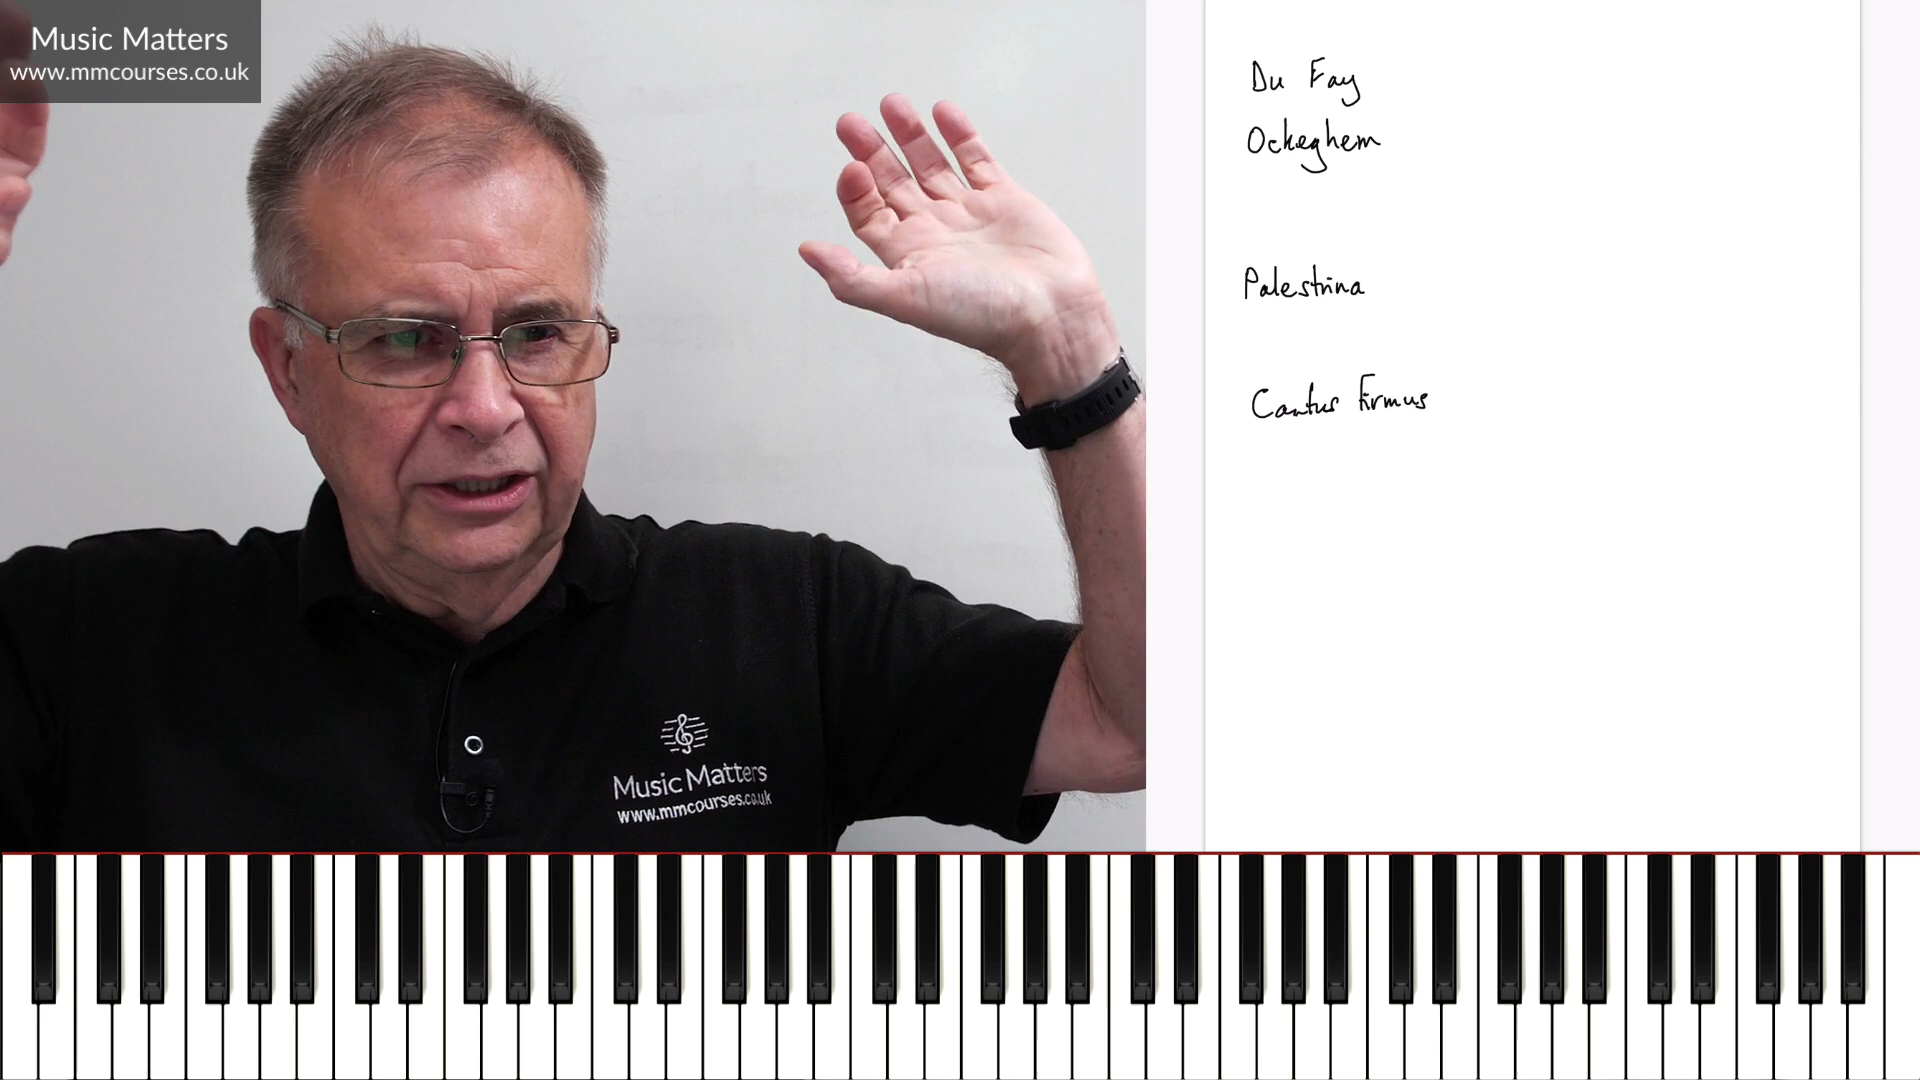 Music Matters
www.mmcourses.co.uk
Du Fay
Ockeghem
Palestrina
Cantus Firmus
Music Matters
www.mmcourses.co.uk